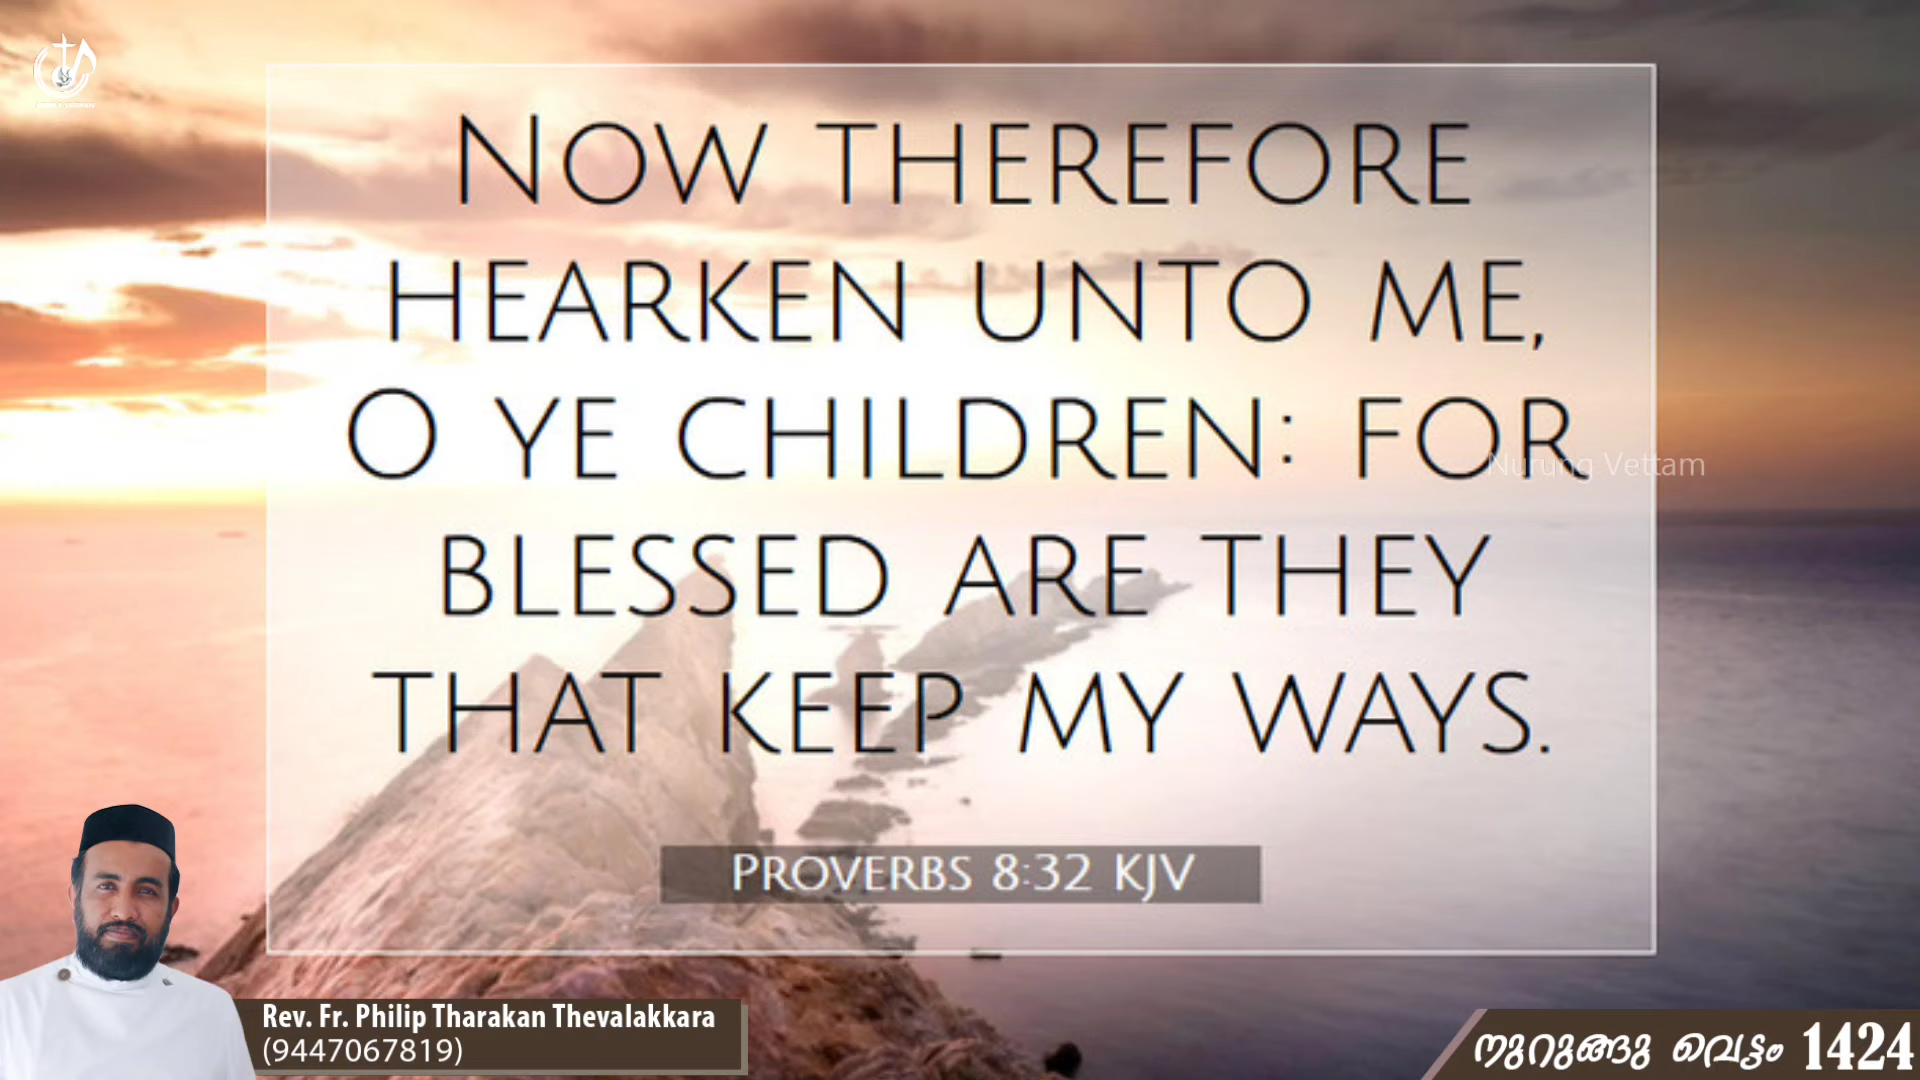 NOW THEREFORE
HEARKEN UNTO ME,
O YE CHILDREN: FOR
BLESSED ARE THEY
THAT KEEP MY WAYS.
Nurung Vettam
PROVERBS 8:32 KJV
Rev. Fr. Philip Tharakan Thevalakkara
(9447067819)
നുറുങ്ങു വെട്ടം 1424